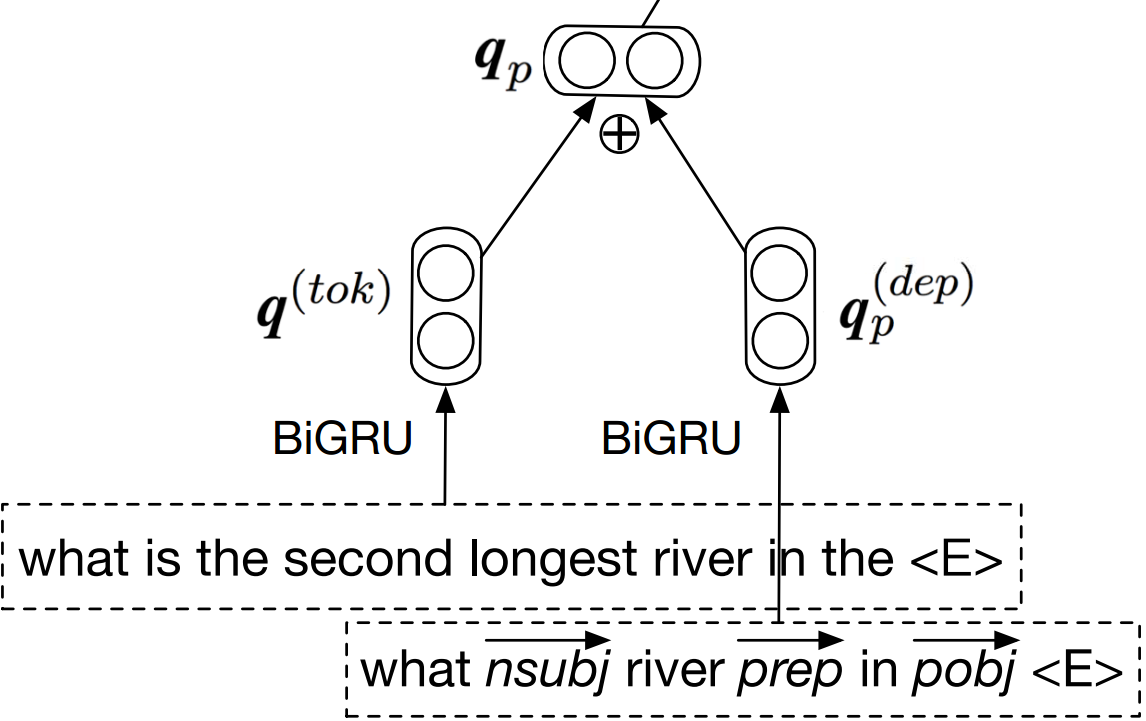 q_p
⊕
q^(tok) q_p^(dep)
BiGRU BiGRU
what is the second longest river in the <E>
what nsubj river prep in pobj <E>